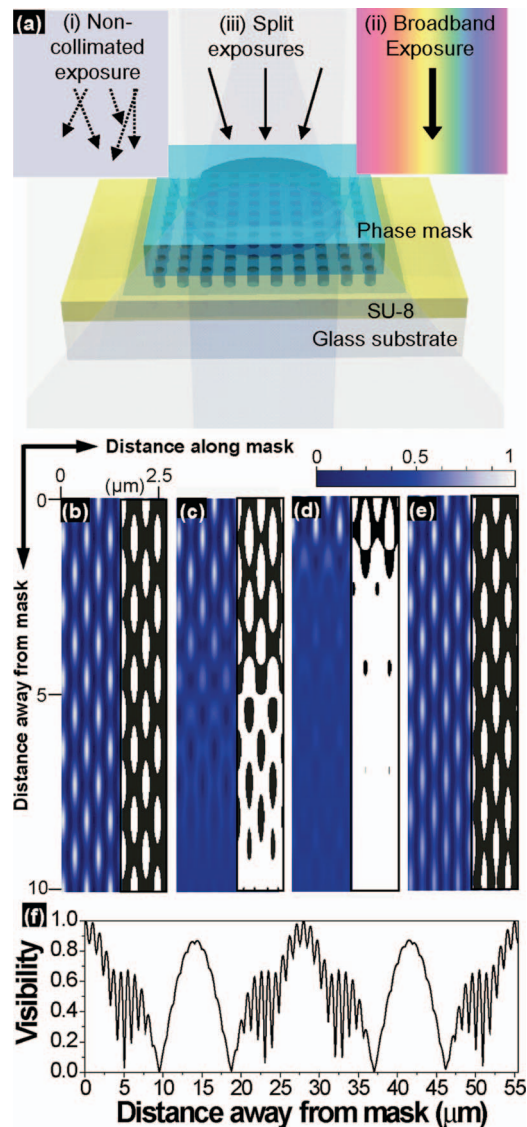 (a)
(i) Non-
collimated
exposure
(iii) Split
exposures
(ii) Broadband
Exposure
Phase mask
SU-8
Glass substrate
Distance along mask
0 (μm) 2.5
0 0.5 1
Distance away from mask
0
5
10
(b)
(c)
(d)
(e)
(f)
Visibility
1.0
0.8
0.6
0.4
0.2
0.0
0 5 10 15 20 25 30 35 40 45 50 55
Distance away from mask (μm)